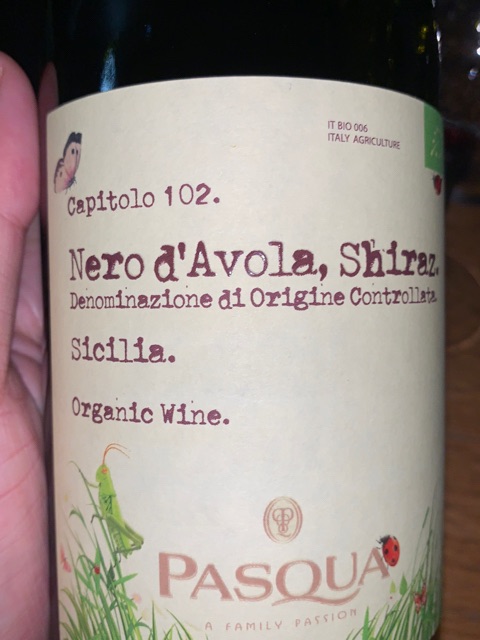 IT BIO 006
ITALY AGRICULTURE
Capitolo 102.
Nero d'Avola, Shiraz.
Denominazione di Origine Controllata
Sicilia.
Organic Wine.
PASQUA
A FAMILY PASSION